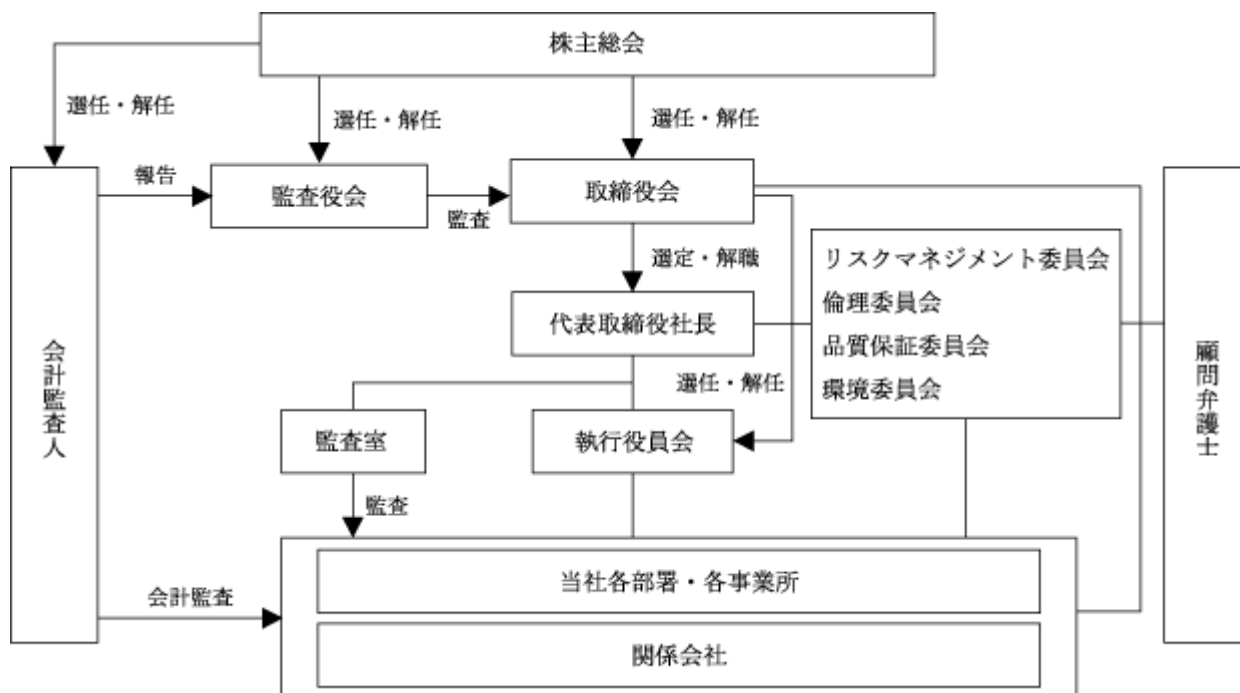 株主総会
選任・解任
選任・解任
選任・解任
報告
監査役会
監査
取締役会
選定・解職
代表取締役社長
リスクマネジメント委員会
倫理委員会
品質保証委員会
環境委員会
会計監査人
顧問弁護士
選任・解任
監査室
執行役員会
監査
会計監査
当社各部署・各事業所
関係会社